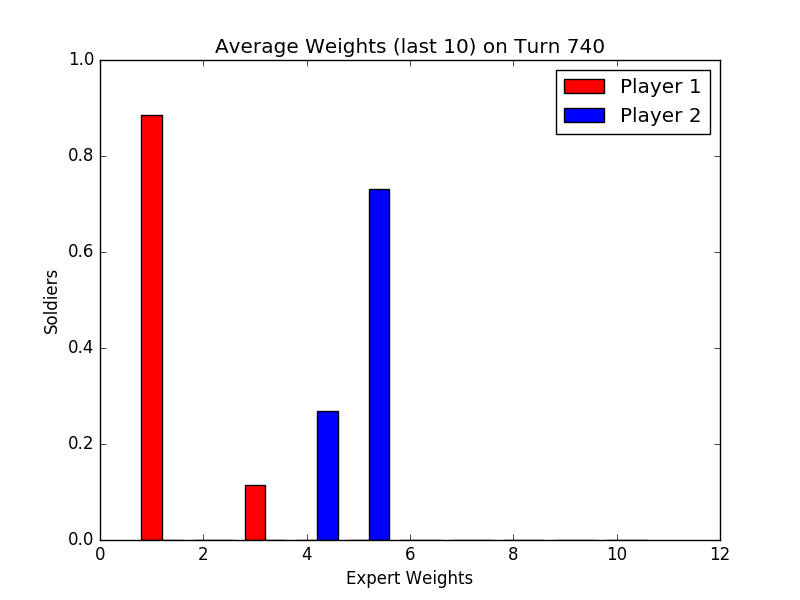 Average Weights (last 10) on Turn 740
1.0
0.8
0.6
0.4
0.2
0.0
Soldiers
0 2 4 6 8 10 12
Expert Weights
Player 1
Player 2